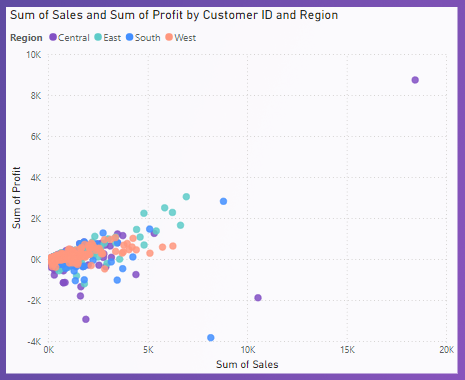 Sum of Sales and Sum of Profit by Customer ID and Region
Region Central East South West
10K
8K
6K
4K
2K
0K
-2K
-4K
Sum of Profit
0K 5K 10K 15K 20K
Sum of Sales